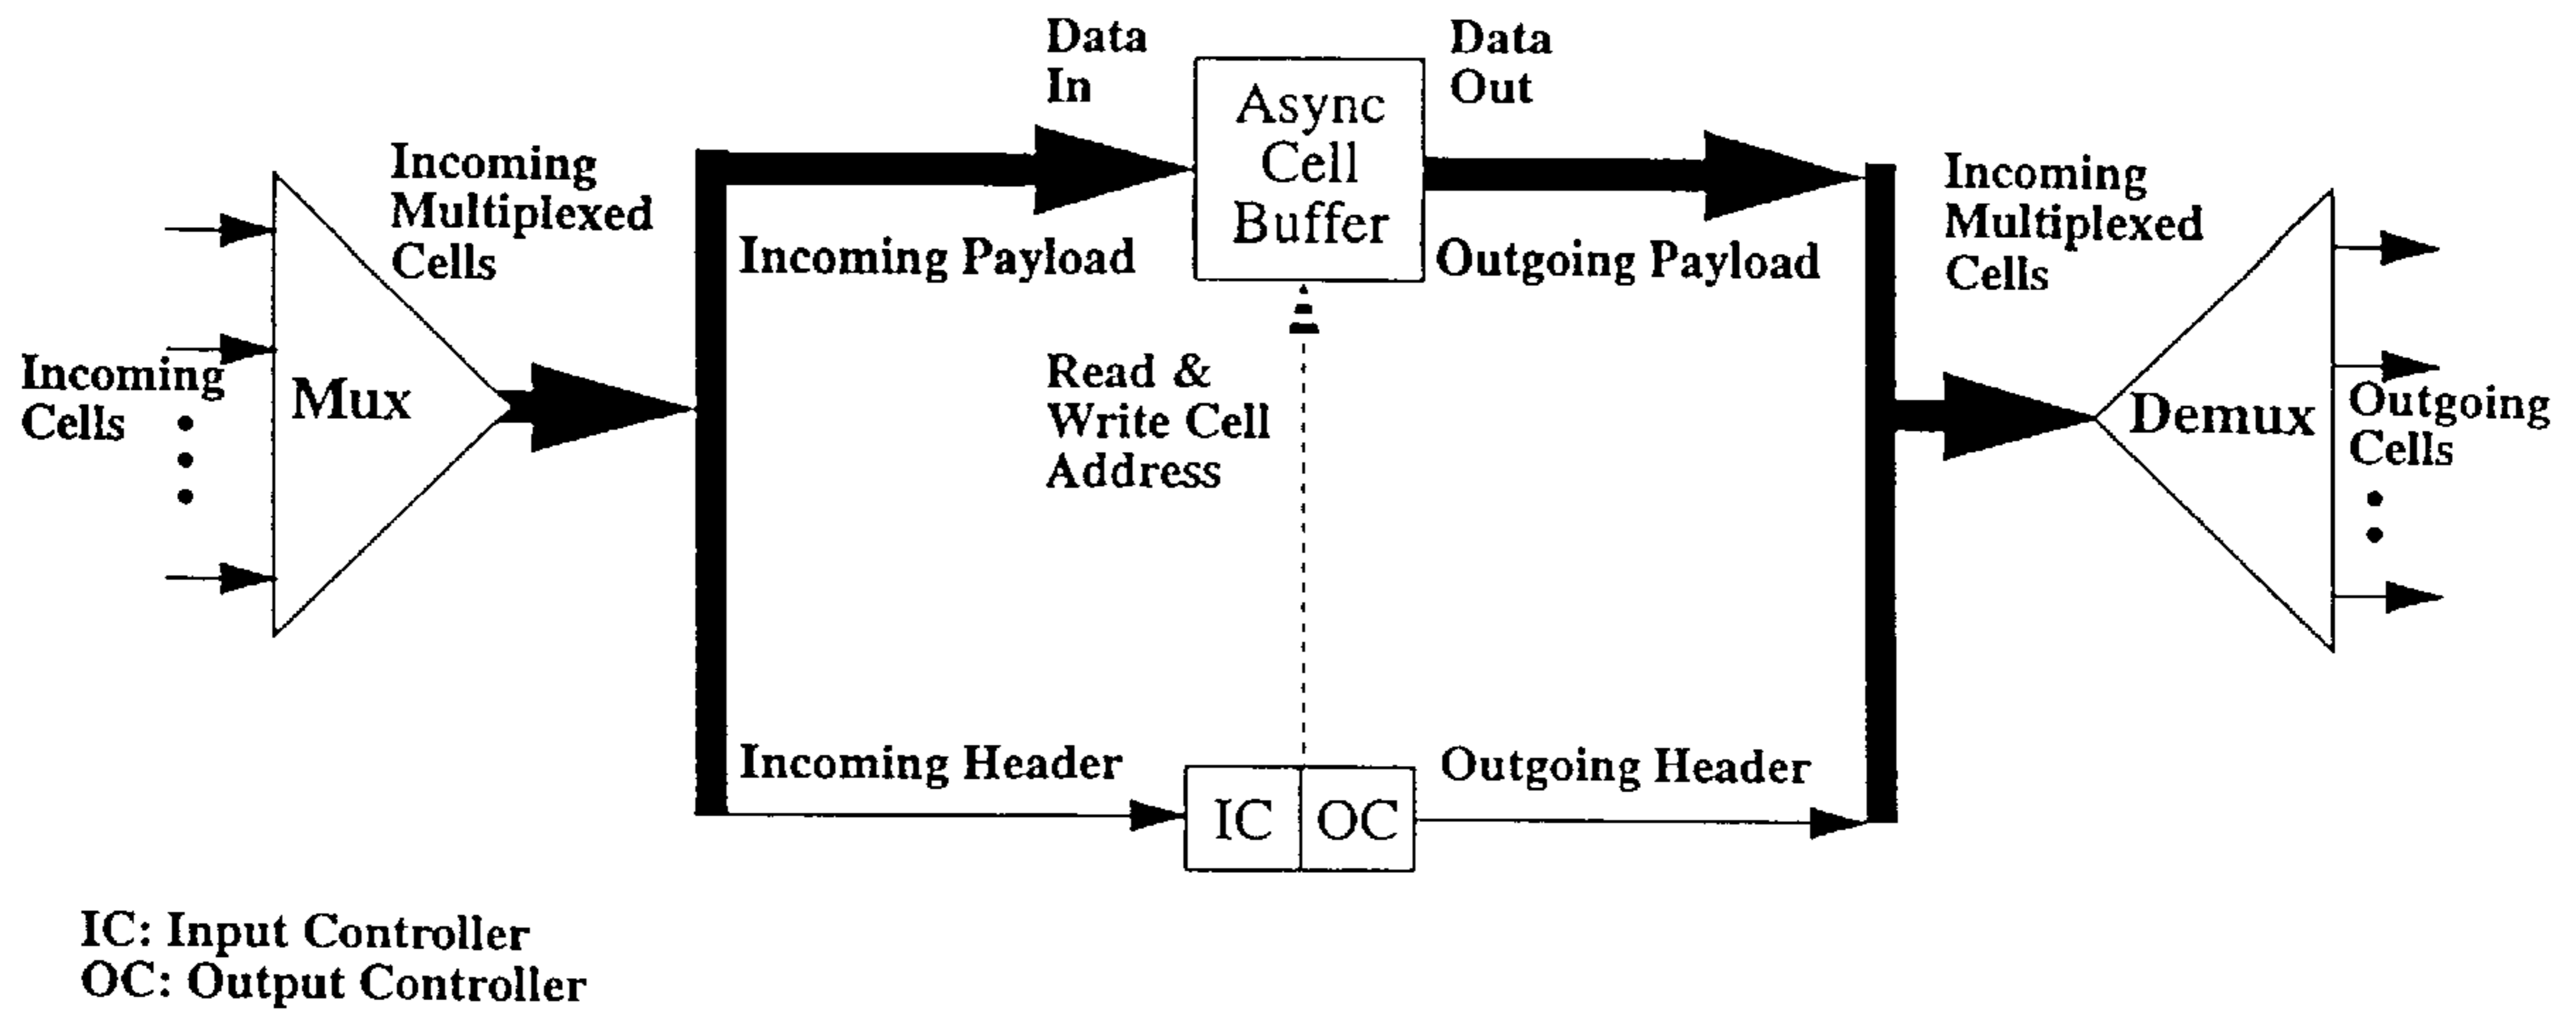 Data
In
Async
Cell
Buffer
Data
Out
Incoming
Multiplexed
Cells
Incoming Payload
Outgoing Payload
Incoming
Multiplexed
Cells
Incoming
Cells
Mux
Read &
Write Cell
Address
Demux
Outgoing
Cells
Incoming Header
IC
OC
Outgoing Header
IC: Input Controller
OC: Output Controller